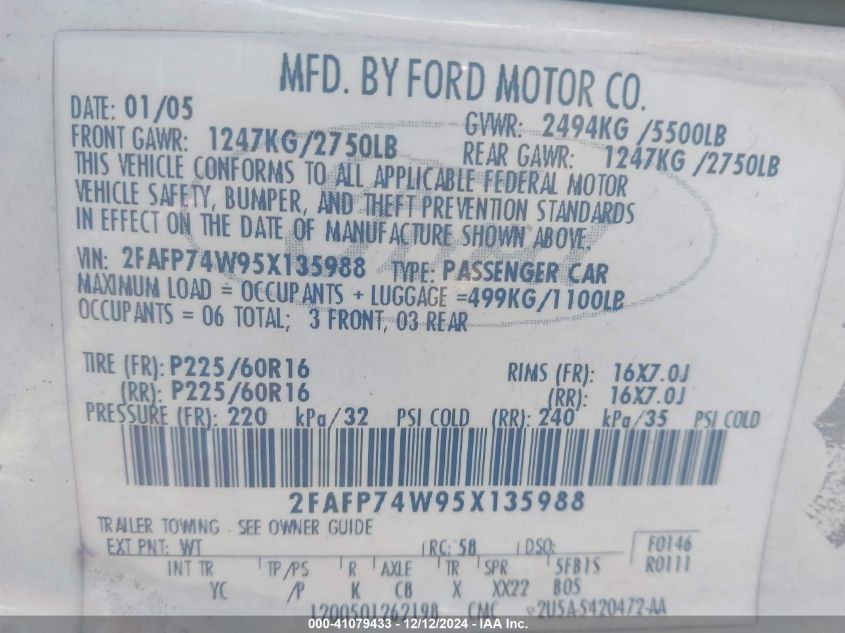 MFD. BY FORD MOTOR CO.
DATE: 01/05 GVWR: 2494KG /5500LB
FRONT GAWR: 1247KG/2750LB REAR GAWR: 1247KG /2750LB
THIS VEHICLE CONFORMS TO ALL APPLICABLE FEDERAL MOTOR
VEHICLE SAFETY, BUMPER, AND THEFT PREVENTION STANDARDS
IN EFFECT ON THE DATE OF MANUFACTURE SHOWN ABOVE.
VIN: 2FAFP74W95X135988 TYPE: PASSENGER CAR
MAXIMUM LOAD = OCCUPANTS + LUGGAGE =499KG/1100LB
OCCUPANTS = 06 TOTAL; 3 FRONT, 03 REAR
TIRE (FR): P225/60R16 RIMS (FR): 16X7.0J
(RR): P225/60R16 (RR): 16X7.0J
PRESSURE (FR): 220 kPa/32 PSI COLD (RR): 240 kPa/35 PSI COLD
2FAFP74W95X135988
TRAILER TOWING - SEE OWNER GUIDE
EXT PNT: WT RC: 58 DSO: F0146
INT TR TP/PS R AXLE TR SPR 5FB1S R0111
YC /P K C8 X XX22 B05
1200501262198 CMC v2U5A-5420472-AA
000-41079433 - 12/12/2024 - IAAI Inc.